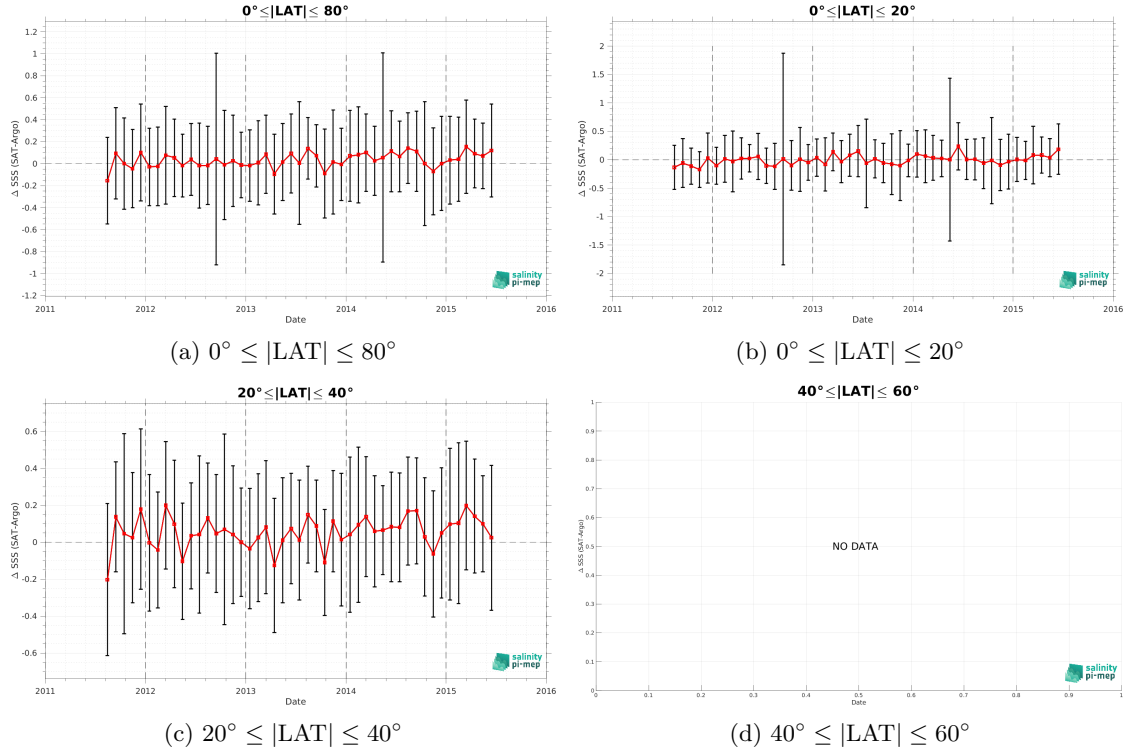 0°≤|LAT|≤ 80°
1.2
1
0.8
0.6
0.4
0.2
0
-0.2
-0.4
-0.6
-0.8
-1
-1.2
Δ SSS (SAT-Argo)
2011
2012
2013
2014
2015
2016
Date
salinity
pi-mep
(a) 0° ≤ |LAT| ≤ 80°
0°≤|LAT|≤ 20°
2
1.5
1
0.5
0
-0.5
-1
-1.5
-2
Δ SSS (SAT-Argo)
2011
2012
2013
2014
2015
2016
Date
salinity
pi-mep
(b) 0° ≤ |LAT| ≤ 20°
20°≤|LAT|≤ 40°
0.6
0.4
0.2
0
-0.2
-0.4
-0.6
Δ SSS (SAT-Argo)
2011
2012
2013
2014
2015
2016
Date
salinity
pi-mep
(c) 20° ≤ |LAT| ≤ 40°
40°≤|LAT|≤ 60°
1
0.9
0.8
0.7
0.6
0.5
0.4
0.3
0.2
0.1
0
Δ SSS (SAT-Argo)
NO DATA
0
0.1
0.2
0.3
0.4
0.5
0.6
0.7
0.8
0.9
1
Date
salinity
pi-mep
(d) 40° ≤ |LAT| ≤ 60°